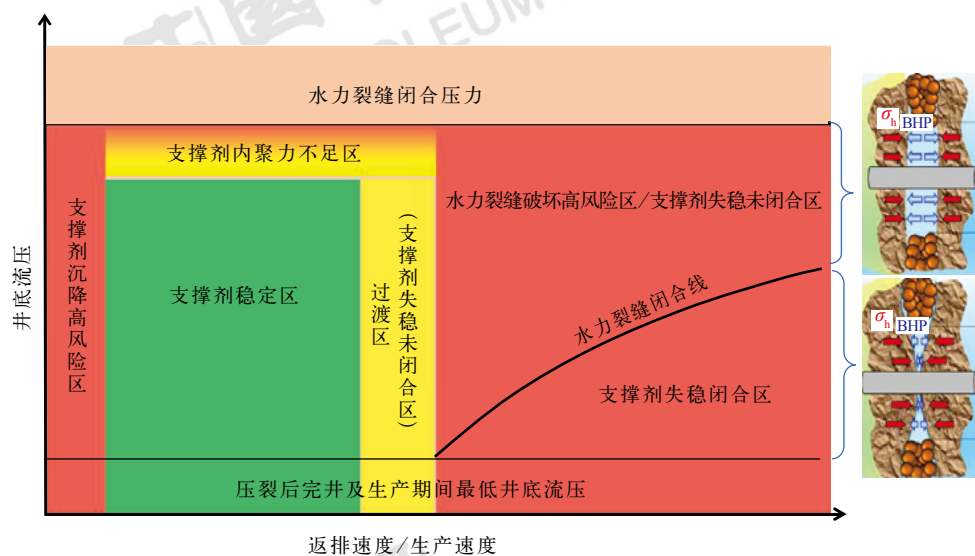 PETROLEUM
水力裂缝闭合压力
σh BHP
支撑剂内聚力不足区
支撑剂沉降高风险区
水力裂缝破坏高风险区/支撑剂失稳未闭合区
井底流压
支撑剂稳定区
过渡区
(支撑剂失稳未闭合区)
水力裂缝闭合线
σh BHP
支撑剂失稳闭合区
压裂后完井及生产期间最低井底流压
返排速度/生产速度